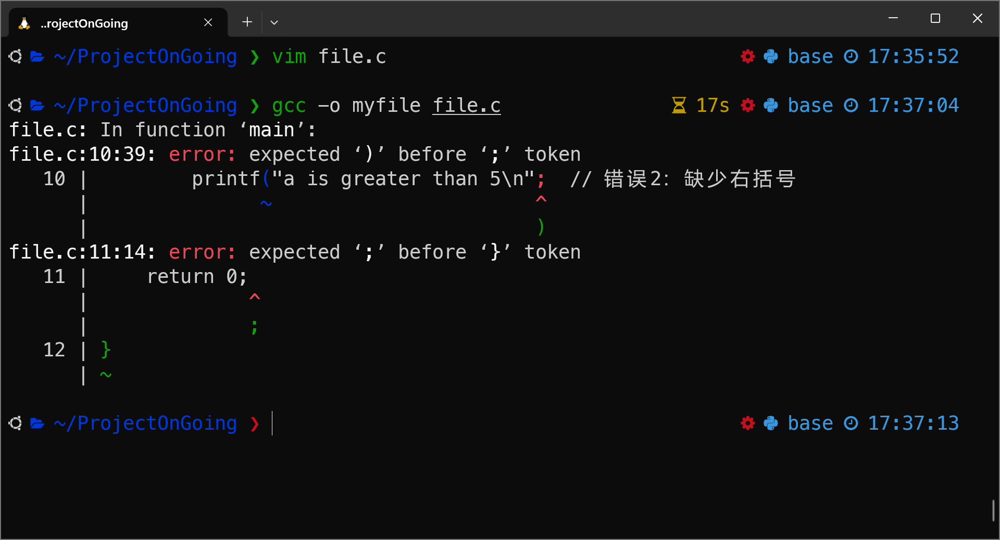 ..rojectOnGoing
~/ProjectOnGoing ❯ vim file.c base 17:35:52
~/ProjectOnGoing ❯ gcc -o myfile file.c 17s base 17:37:04
file.c: In function ‘main’:
file.c:10:39: error: expected ‘)’ before ‘;’ token
   10 |         printf("a is greater than 5\n";  // 错误2：缺少右括号
      |               ~                       ^
      |                                       )
file.c:11:14: error: expected ‘;’ before ‘}’ token
   11 |     return 0;
      |              ^
      |              ;
   12 | }
      | ~
~/ProjectOnGoing ❯ base 17:37:13